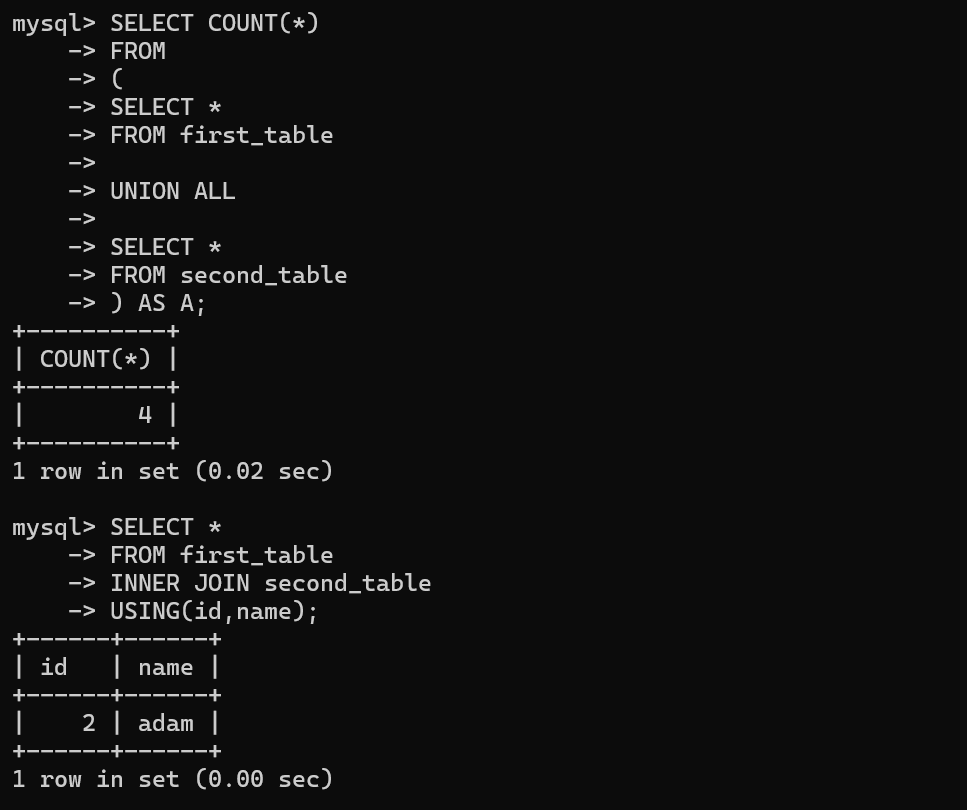 mysql> SELECT COUNT(*)
    -> FROM
    -> (
    -> SELECT *
    -> FROM first_table
    ->
    -> UNION ALL
    ->
    -> SELECT *
    -> FROM second_table
    -> ) AS A;
+----------+
| COUNT(*) |
+----------+
|        4 |
+----------+
1 row in set (0.02 sec)

mysql> SELECT *
    -> FROM first_table
    -> INNER JOIN second_table
    -> USING(id,name);
+------+------+
| id   | name |
+------+------+
|    2 | adam |
+------+------+
1 row in set (0.00 sec)